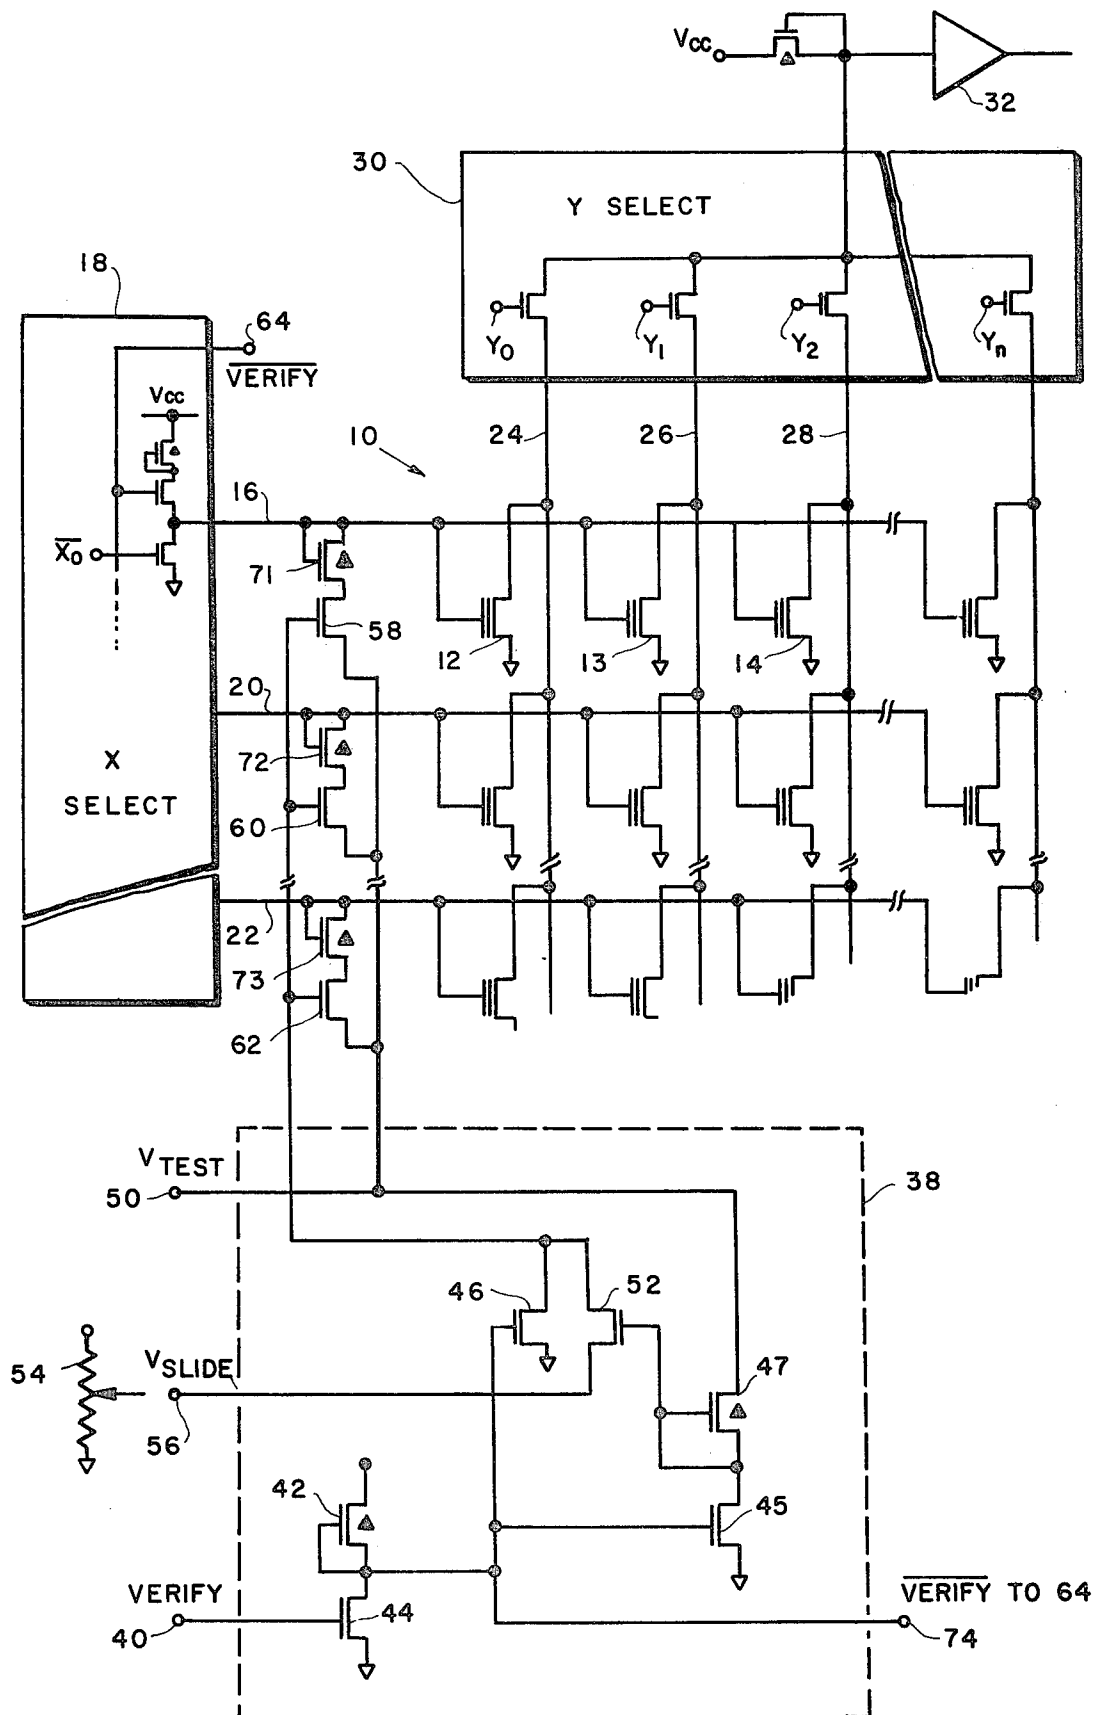 VCC
32
30
Y SELECT
18
64
VERIFY
Y0
Y1
Y2
Yn
VCC
10
24
26
28
16
X0
71
58
12
13
14
20
72
X
SELECT
60
22
73
62
VTEST
50
38
46
52
54
VSLIDE
47
56
42
45
VERIFY
VERIFY TO 64
44
40
74